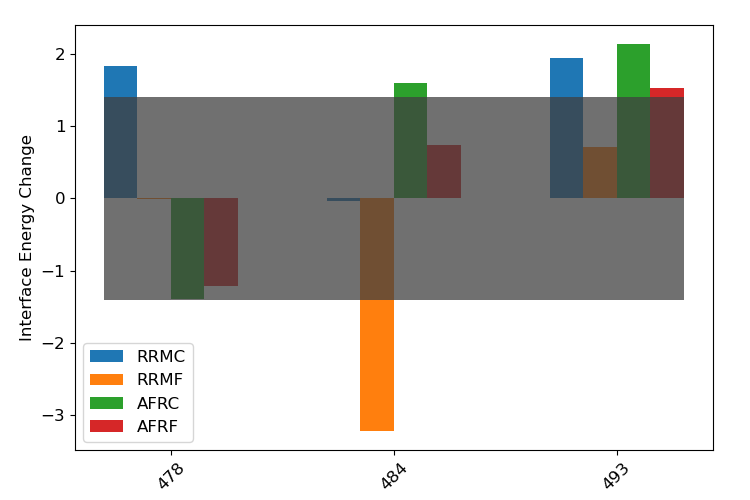 Interface Energy Change
2
1
0
−1
−2
−3
RRMC
RRMF
AFRC
AFRF
478
484
493